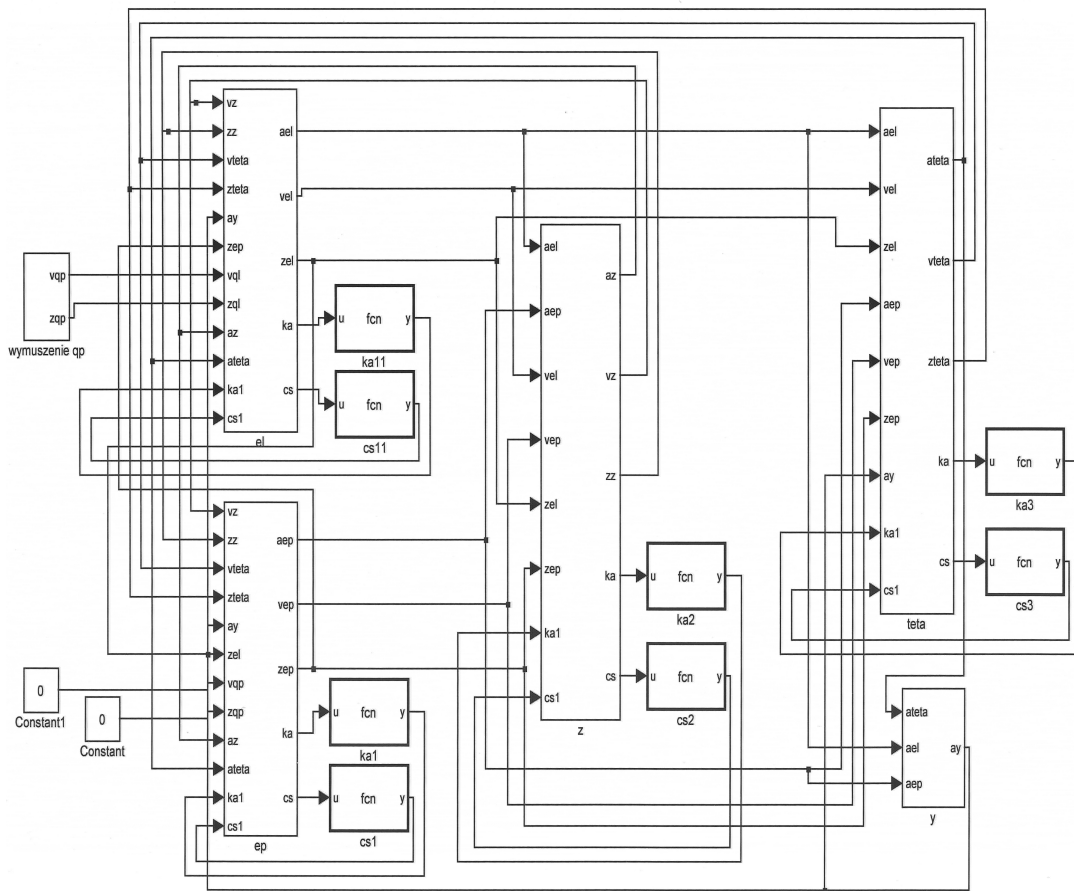 vz
zz
vteta
zteta
ay
zep
vql
zql
az
ateta
ka1
cs1
ael
vel
zel
ka
cs
el
vqp
zqp
wymuszenie qp
u fcn y
ka11
u fcn y
cs11
vz
zz
vteta
zteta
ay
zel
vqp
zqp
az
ateta
ka1
cs1
aep
vep
zep
ka
cs
ep
0
Constant1
0
Constant
u fcn y
ka1
u fcn y
cs1
ael
aep
vel
vep
zel
zep
ka1
cs1
az
vz
zz
ka
cs
z
u fcn y
ka2
u fcn y
cs2
ael
vel
zel
aep
vep
zep
ay
ka1
cs1
ateta
vteta
zteta
ka
cs
teta
u fcn y
ka3
u fcn y
cs3
ateta
ael
aep
ay
y